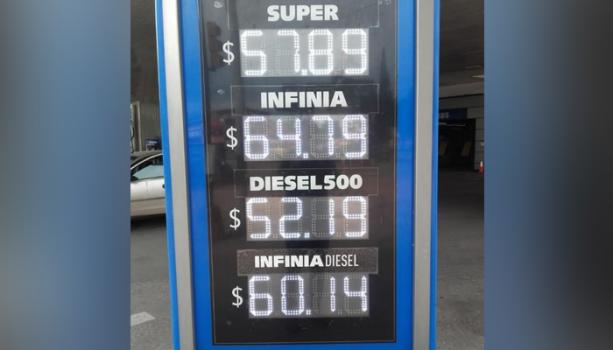 SUPER
$ 57.89
INFINIA
$ 64.79
DIESEL500
$ 52.19
INFINIA DIESEL
$ 60.14